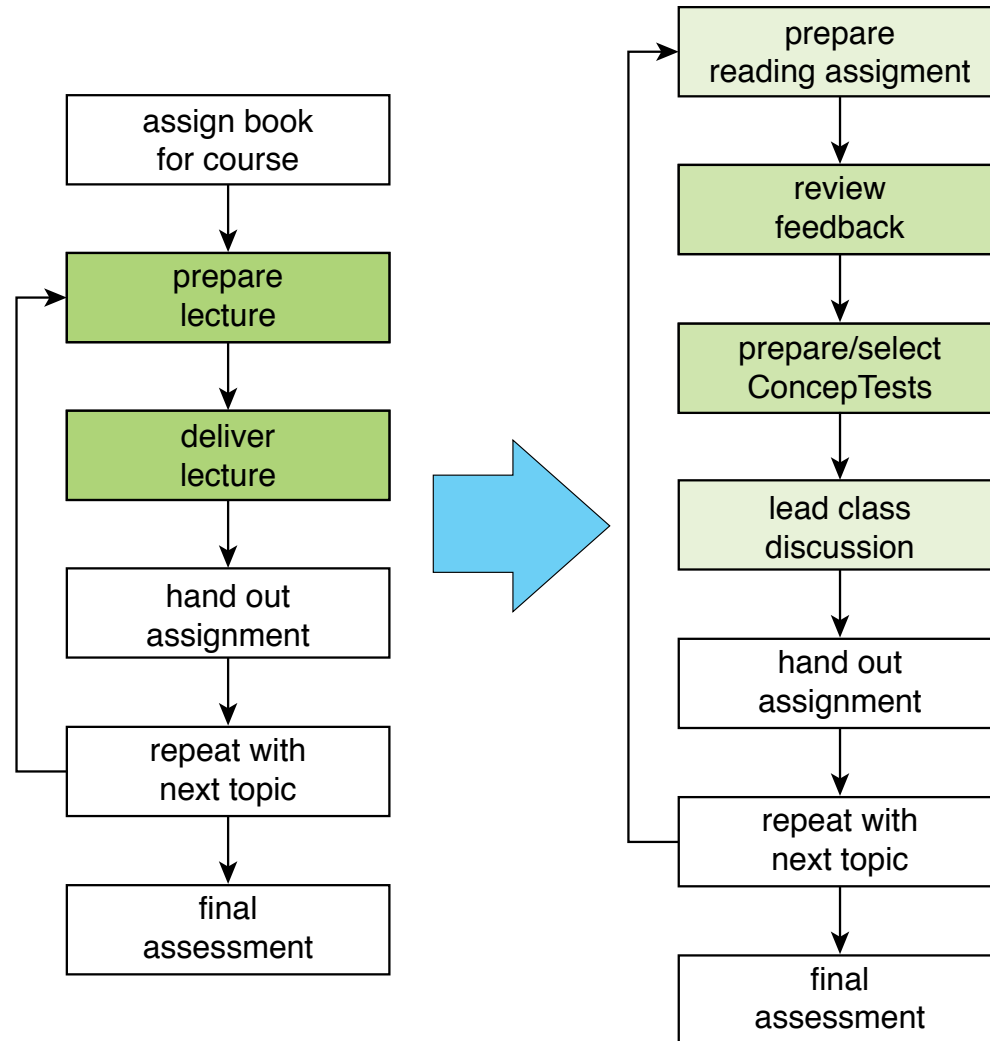 assign book
for course
prepare
lecture
deliver
lecture
hand out
assignment
repeat with
next topic
final
assessment
prepare
reading assigment
review
feedback
prepare/select
ConcepTests
lead class
discussion
hand out
assignment
repeat with
next topic
final
assessment